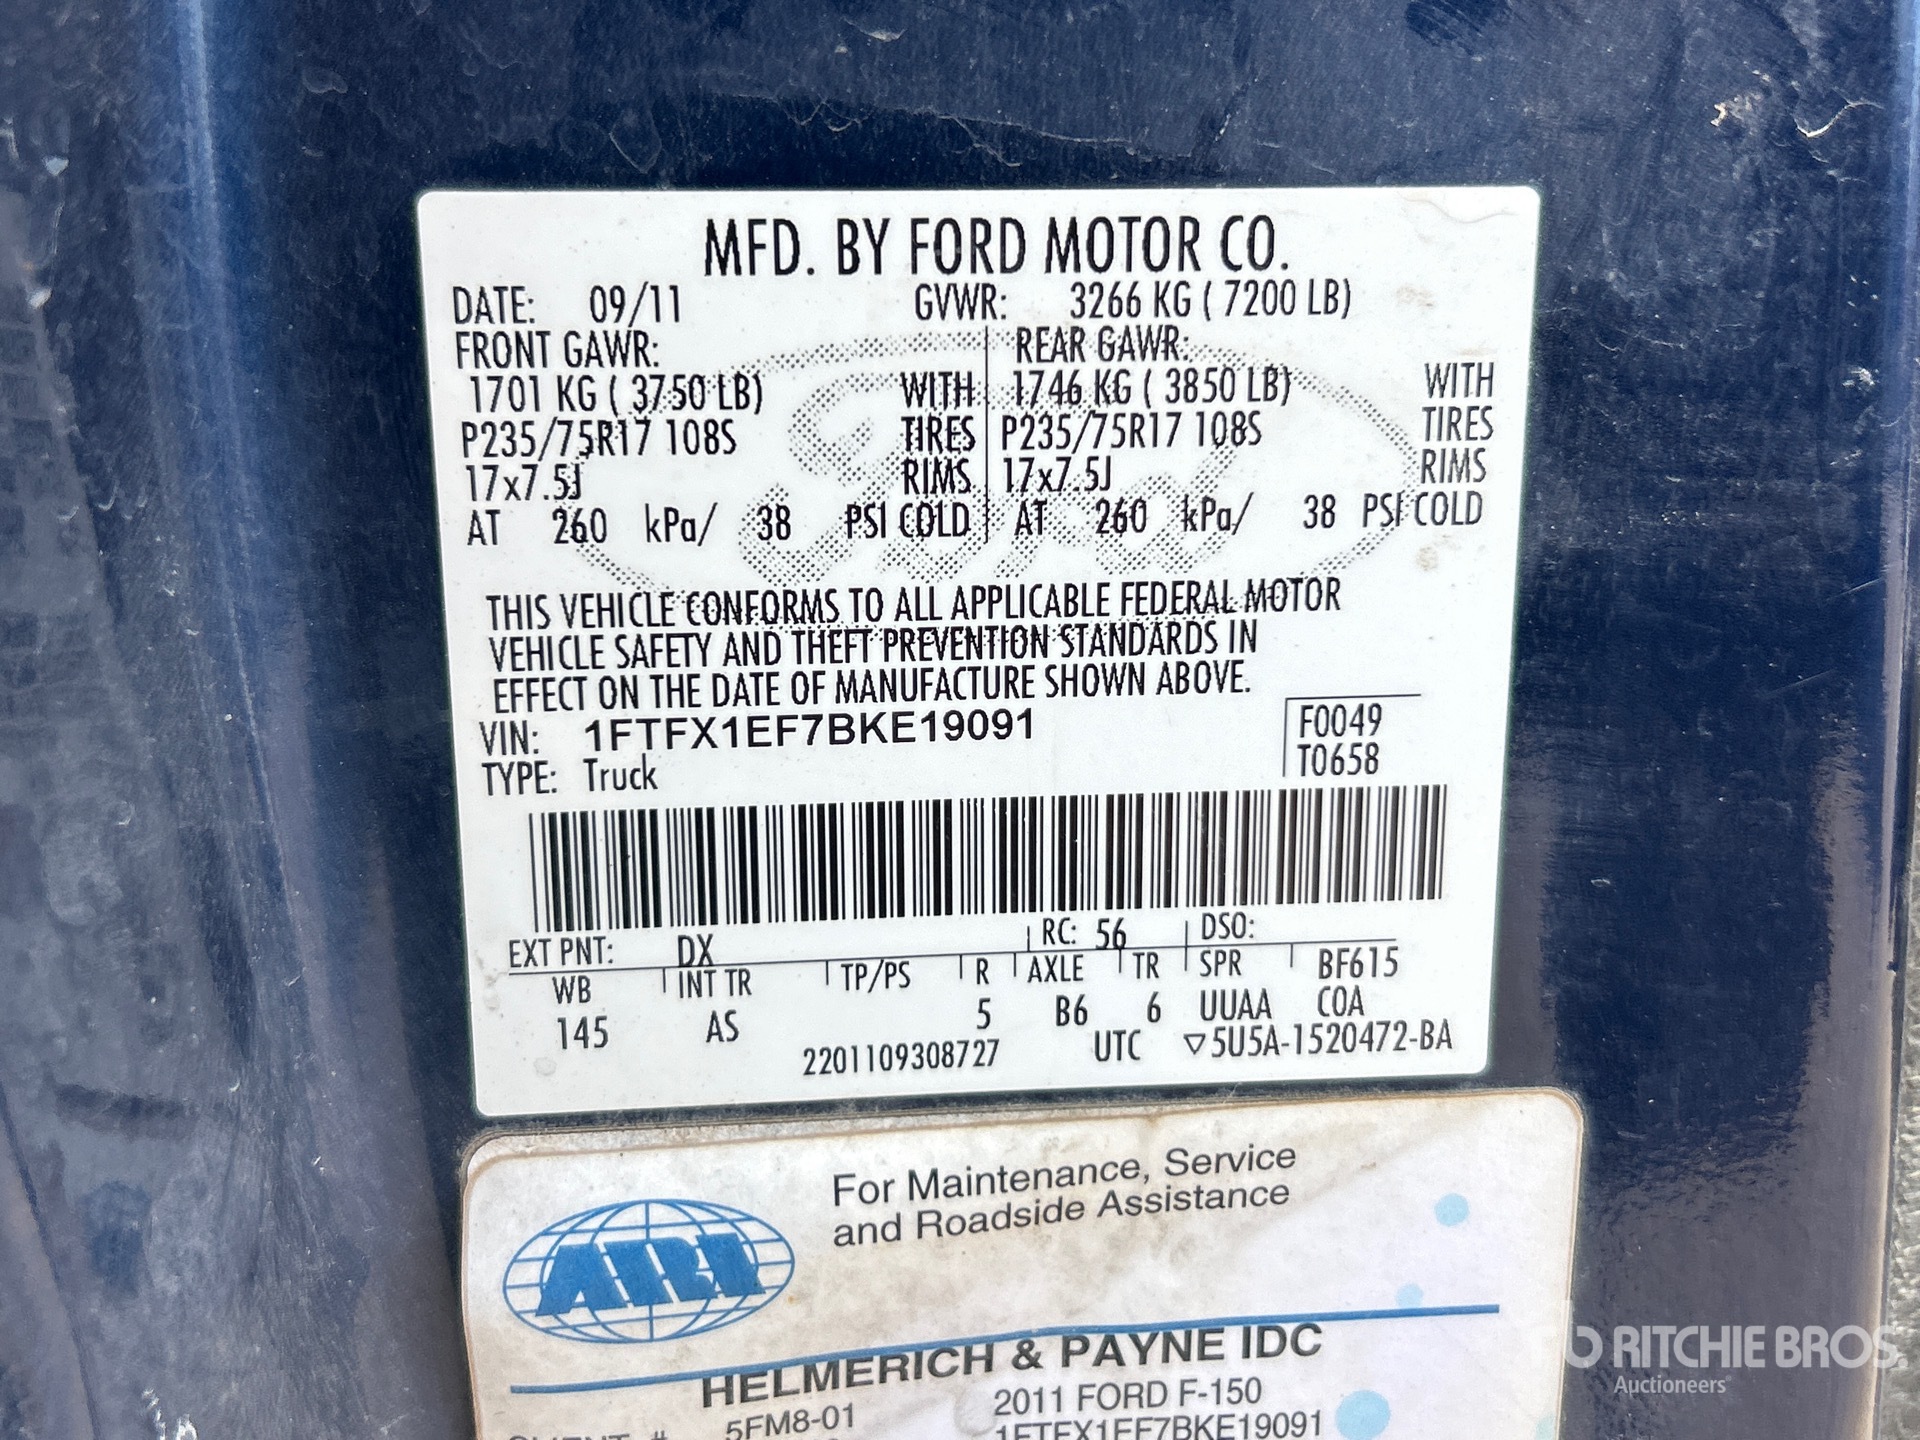 MFD. BY FORD MOTOR CO.
DATE: 09/11 GVWR: 3266 KG ( 7200 LB)
FRONT GAWR: REAR GAWR:
1701 KG ( 3750 LB) WITH 1746 KG ( 3850 LB) WITH
P235/75R17 108S TIRES P235/75R17 108S TIRES
17x7.5J RIMS 17x7.5J RIMS
AT 260 kPa/ 38 PSI COLD AT 260 kPa/ 38 PSI COLD
THIS VEHICLE CONFORMS TO ALL APPLICABLE FEDERAL MOTOR
VEHICLE SAFETY AND THEFT PREVENTION STANDARDS IN
EFFECT ON THE DATE OF MANUFACTURE SHOWN ABOVE.
VIN: 1FTFX1EF7BKE19091 F0049
TYPE: Truck T0658
EXT PNT: DX RC: 56 DSO:
WB INT TR TP/PS R AXLE TR SPR BF615
145 AS 5 B6 6 UUAA COA
2201109308727 UTC ▽5U5A-1520472-BA
For Maintenance, Service
and Roadside Assistance
ARI
HELMERICH & PAYNE IDC
5FM8-01 2011 FORD F-150
1FTFX1EF7BKE19091
RITCHIE BROS.
Auctioneers